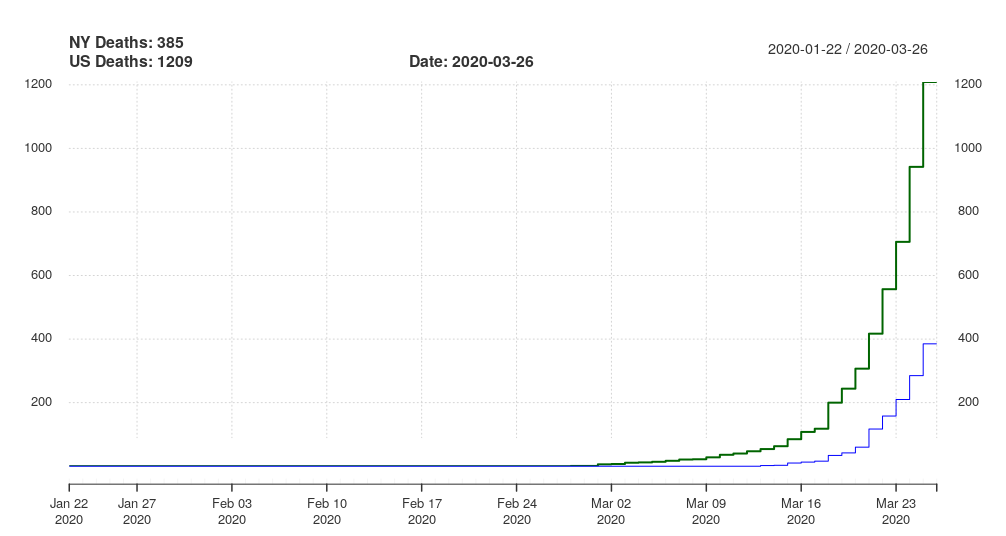 NY Deaths: 385
US Deaths: 1209
Date: 2020-03-26
2020-01-22 / 2020-03-26
1200
1000
800
600
400
200
1200
1000
800
600
400
200
Jan 22 2020
Jan 27 2020
Feb 03 2020
Feb 10 2020
Feb 17 2020
Feb 24 2020
Mar 02 2020
Mar 09 2020
Mar 16 2020
Mar 23 2020